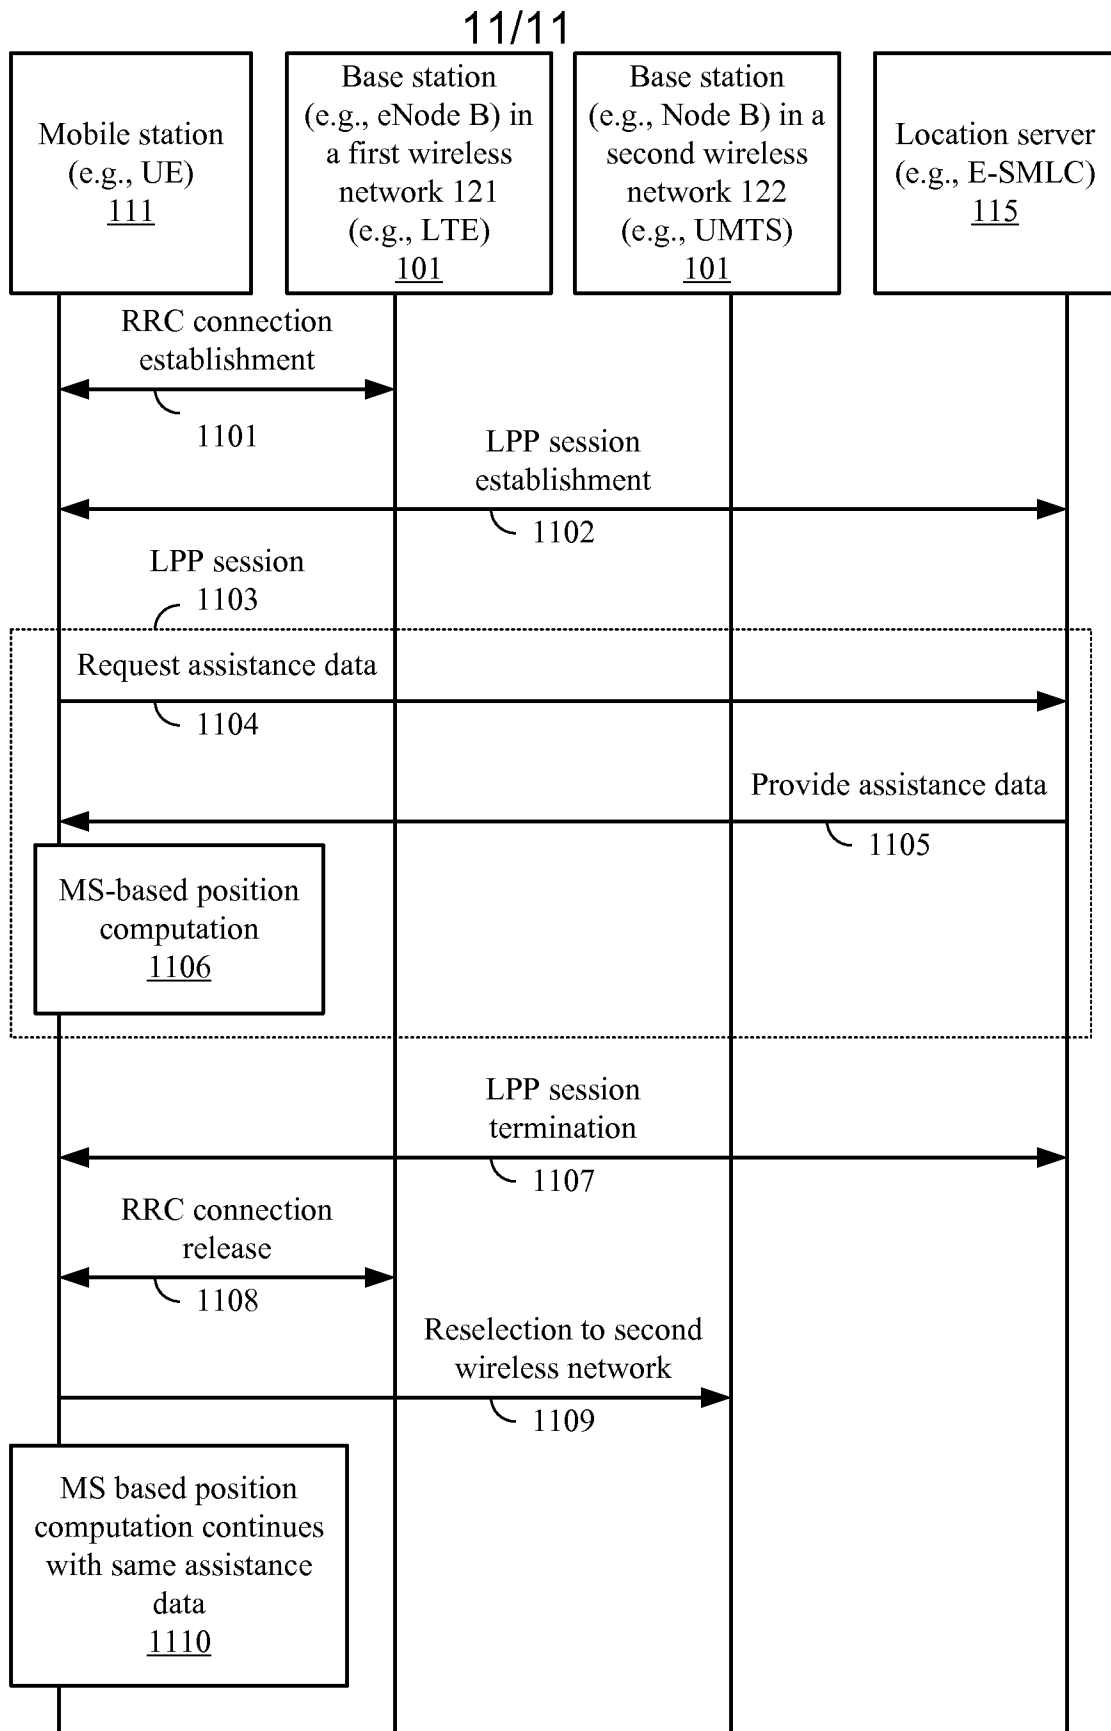 11/11
Mobile station
(e.g., UE)
111
Base station
(e.g., eNode B) in
a first wireless
network 121
(e.g., LTE)
101
Base station
(e.g., Node B) in a
second wireless
network 122
(e.g., UMTS)
101
Location server
(e.g., E-SMLC)
115
RRC connection
establishment
1101
LPP session
establishment
1102
LPP session
1103
Request assistance data
1104
Provide assistance data
1105
MS-based position
computation
1106
LPP session
termination
1107
RRC connection
release
1108
Reselection to second
wireless network
1109
MS based position
computation continues
with same assistance
data
1110